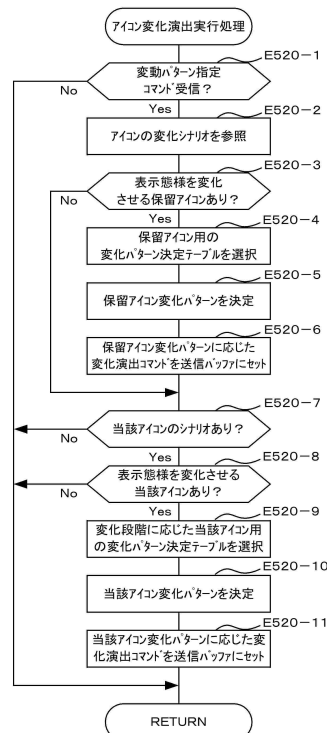 アイコン変化演出実行処理
E520-1
変動パターン指定
コマンド受信？
No
Yes
E520-2
アイコンの変化シナリオを参照
E520-3
表示態様を変化
させる保留アイコンあり？
No
Yes
E520-4
保留アイコン用の
変化パターン決定テーブルを選択
E520-5
保留アイコン変化パターンを決定
E520-6
保留アイコン変化パターンに応じた
変化演出コマンドを送信バッファにセット
E520-7
当該アイコンのシナリオあり？
No
Yes
E520-8
表示態様を変化させる
当該アイコンあり？
No
Yes
E520-9
変化段階に応じた当該アイコン用
の変化パターン決定テーブルを選択
E520-10
当該アイコン変化パターンを決定
E520-11
当該アイコン変化パターンに応じた変
化演出コマンドを送信バッファにセット
RETURN